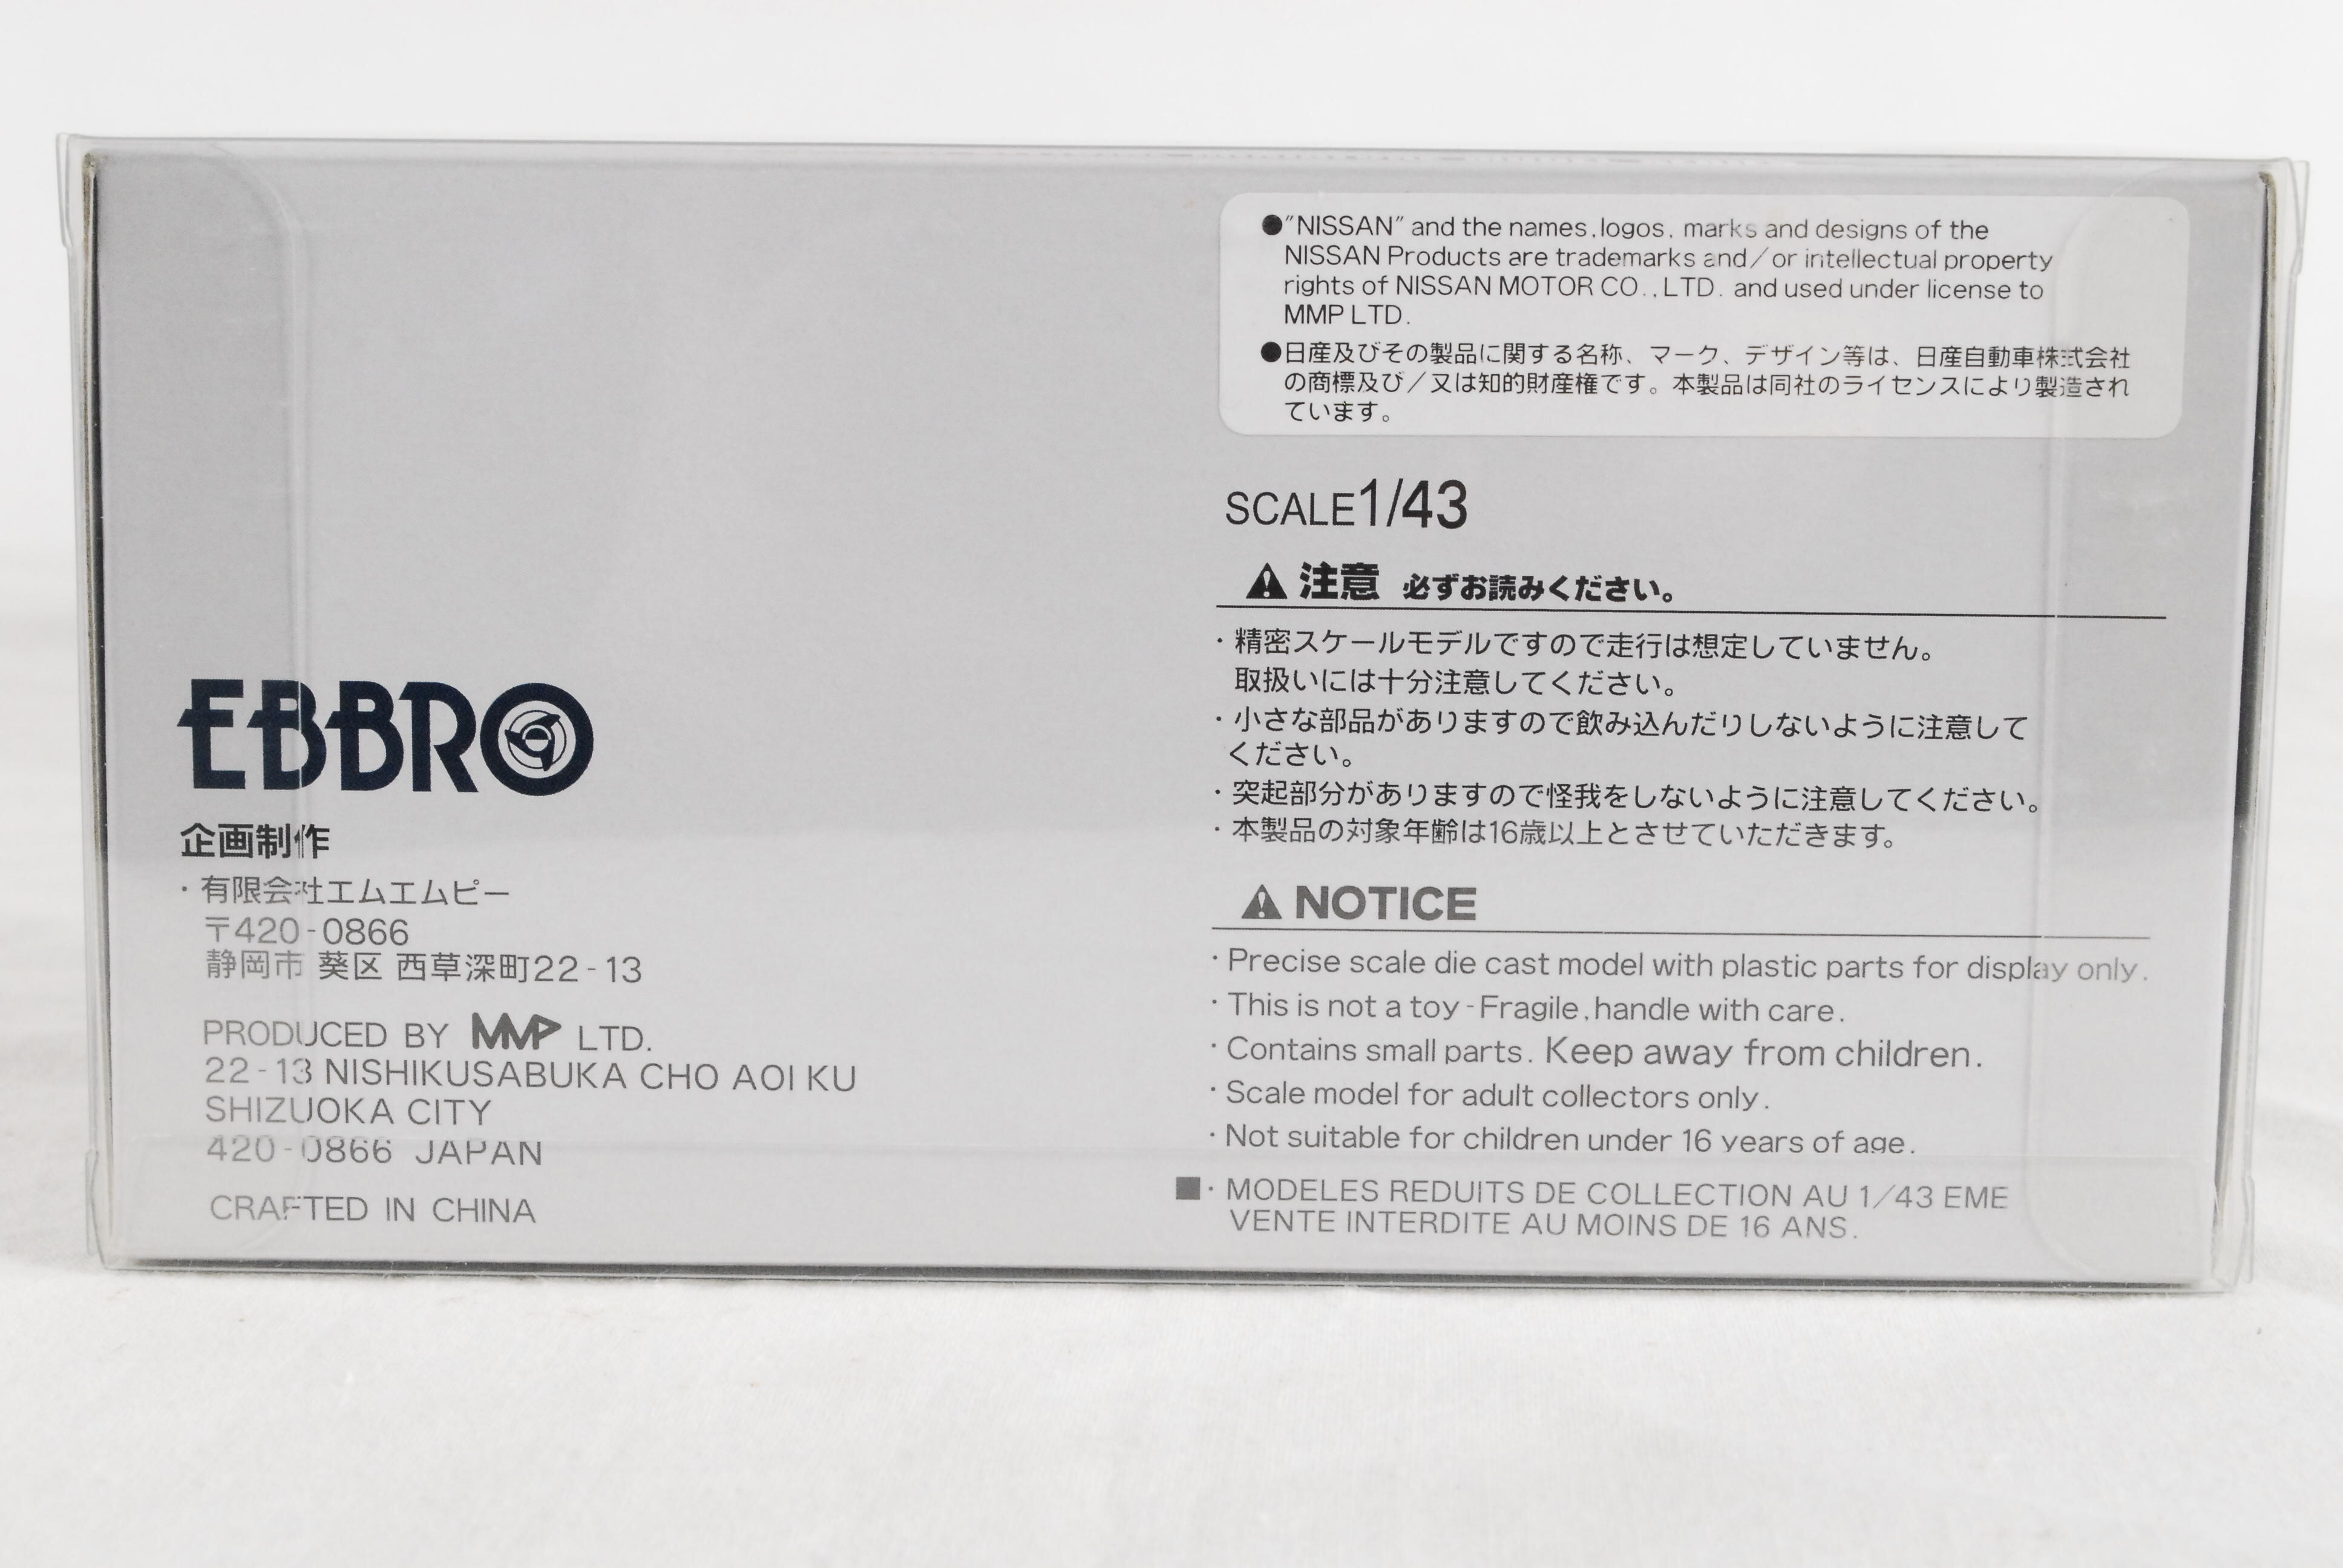 ●"NISSAN" and the names,logos, marks and designs of the
NISSAN Products are trademarks and/or intellectual property
rights of NISSAN MOTOR CO.,LTD. and used under license to
MMP LTD.
●日産及びその製品に関する名称、マーク、デザイン等は、日産自動車株式会社
の商標及び/又は知的財産権です。本製品は同社のライセンスにより製造され
ています。
SCALE1/43
注意 必ずお読みください。
・精密スケールモデルですので走行は想定していません。
取扱いには十分注意してください。
・小さな部品がありますので飲み込んだりしないように注意して
ください。
・突起部分がありますので怪我をしないように注意してください。
・本製品の対象年齢は16歳以上とさせていただきます。
NOTICE
・Precise scale die cast model with plastic parts for display only.
・This is not a toy-Fragile,handle with care.
・Contains small parts. Keep away from children.
・Scale model for adult collectors only.
・Not suitable for children under 16 years of age.
■・MODELES REDUITS DE COLLECTION AU 1/43 EME
VENTE INTERDITE AU MOINS DE 16 ANS.
EBBRO
企画制作
・有限会社エムエムピー
〒420-0866
静岡市 葵区 西草深町22-13
PRODUCED BY MMP LTD.
22-13 NISHIKUSABUKA CHO AOI KU
SHIZUOKA CITY
420-0866 JAPAN
CRAFTED IN CHINA